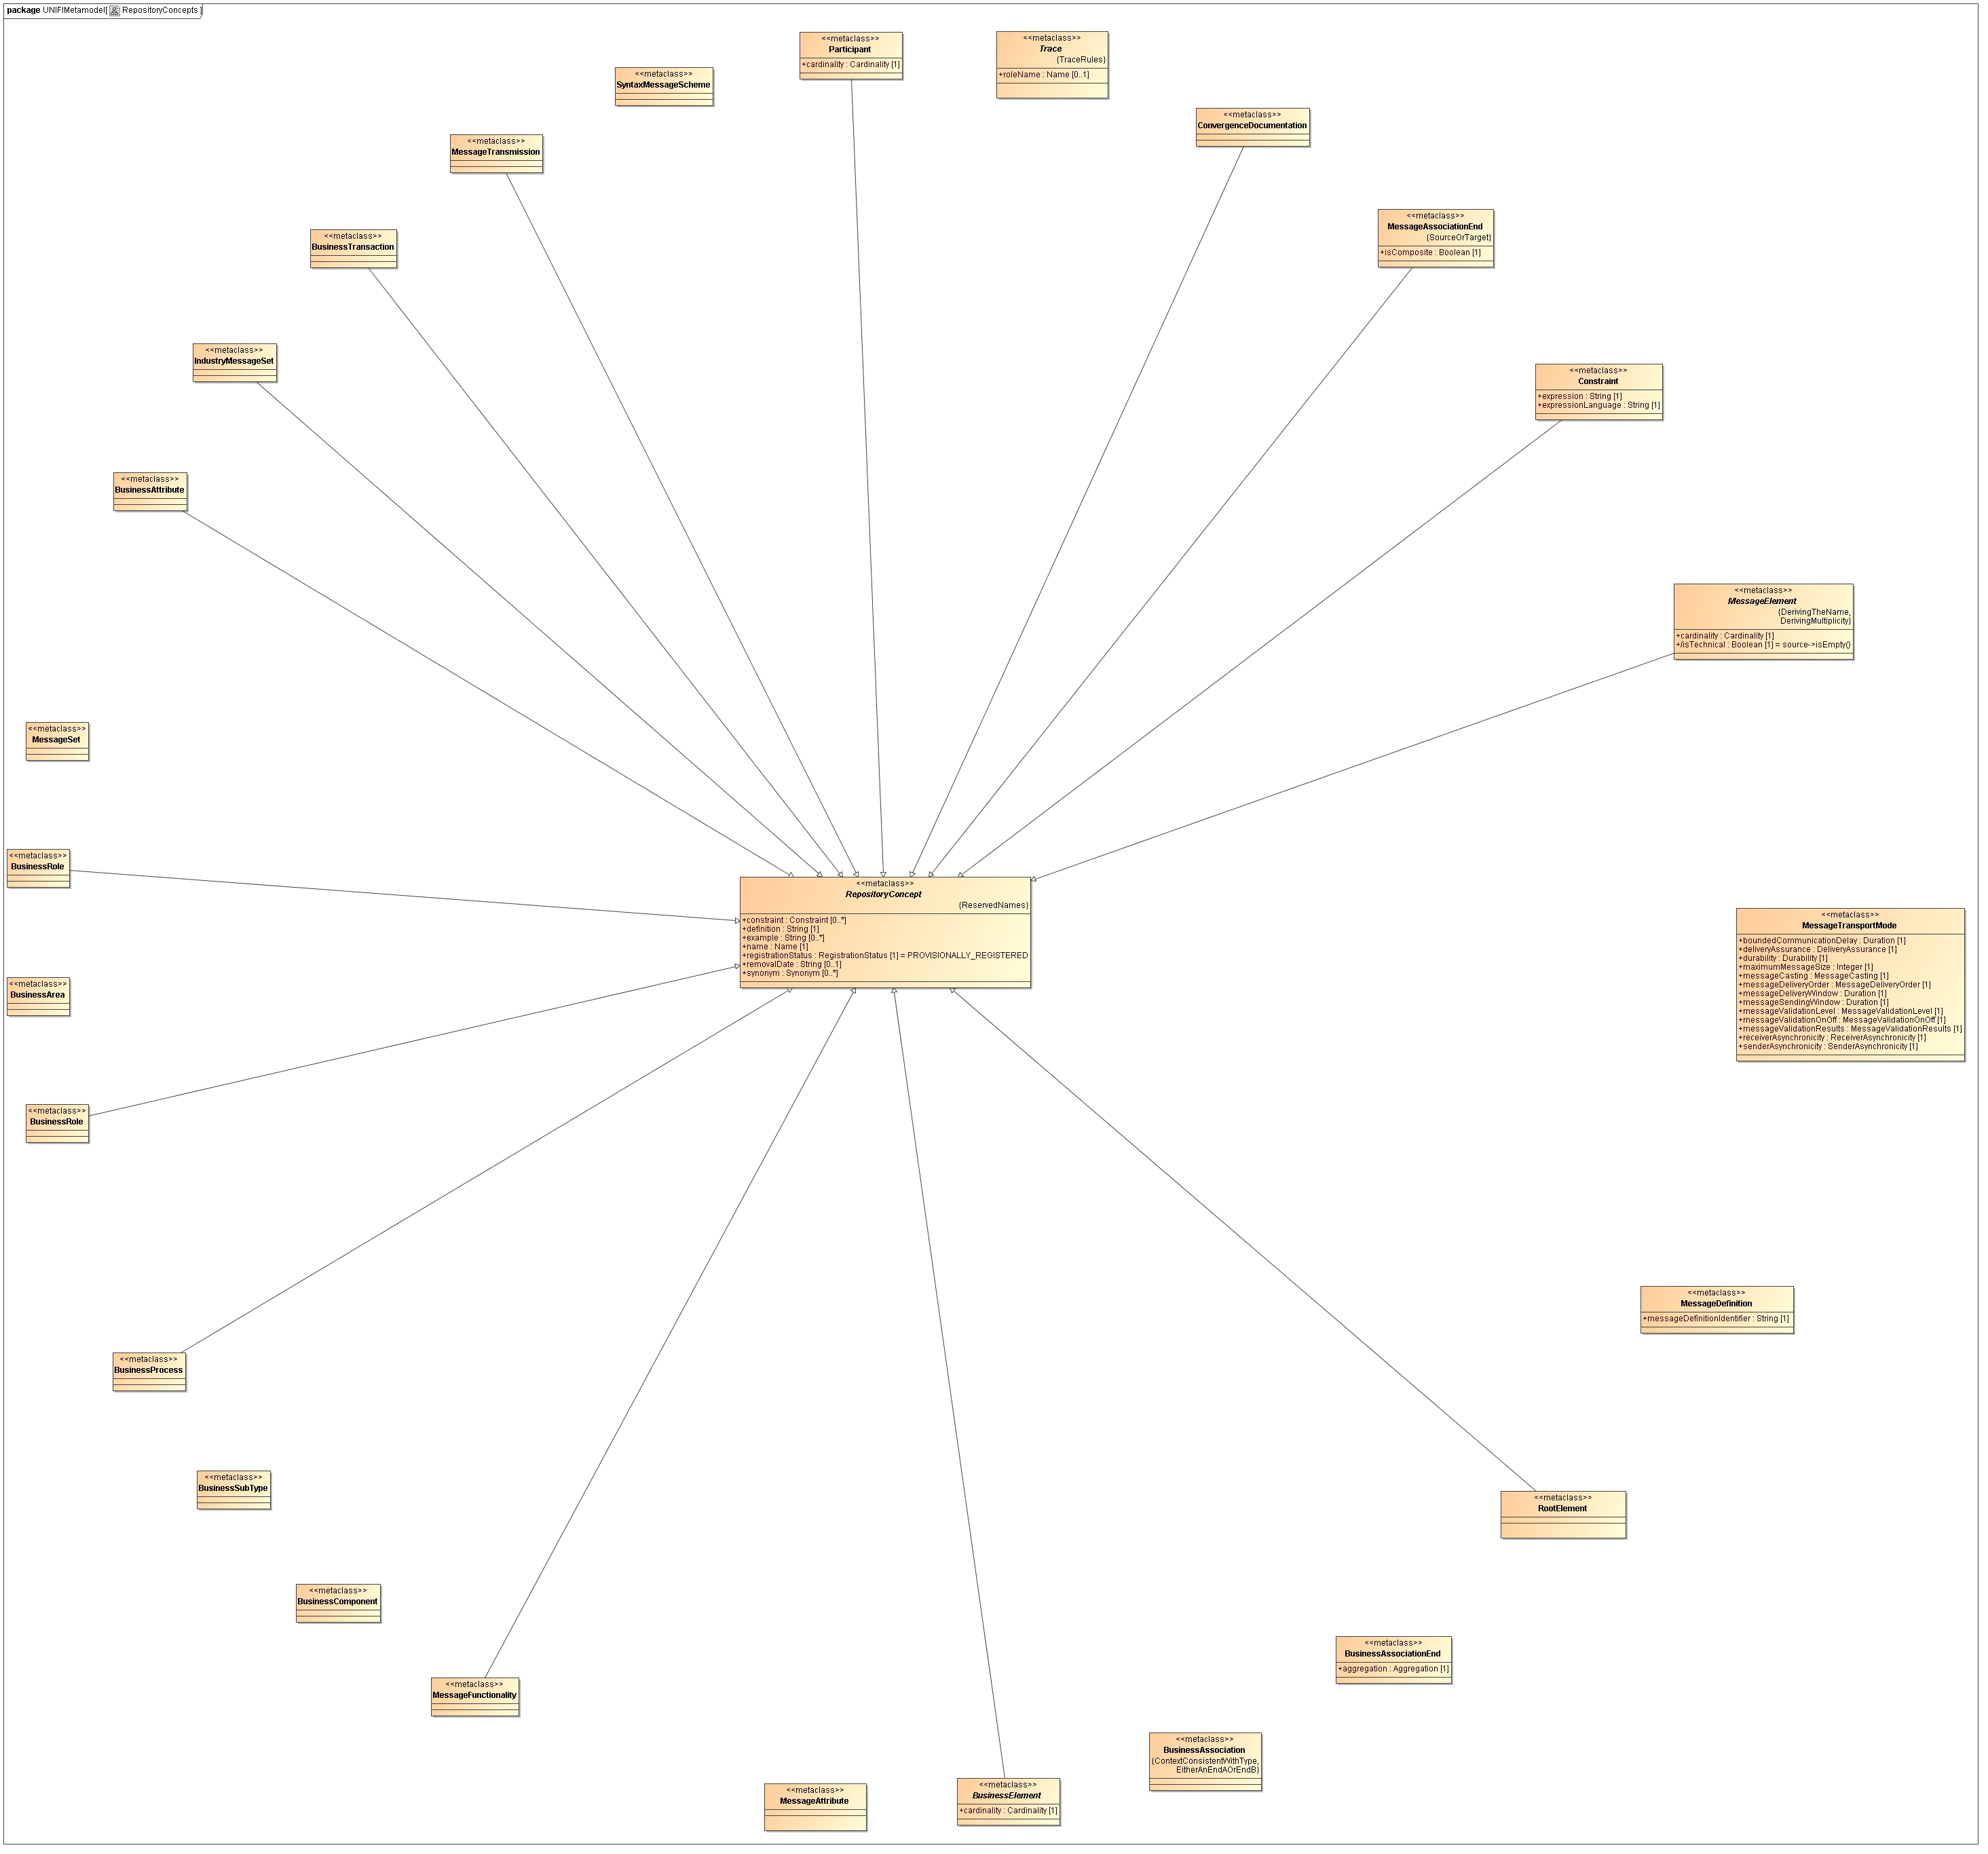 package UNIFIMetamodel[ RepositoryConcepts ]
<<metaclass>>
Participant
+cardinality : Cardinality [1]
<<metaclass>>
Trace
{TraceRules}
+roleName : Name [0..1]
<<metaclass>>
SyntaxMessageScheme
<<metaclass>>
ConvergenceDocumentation
<<metaclass>>
MessageTransmission
<<metaclass>>
MessageAssociationEnd
{SourceOrTarget}
+isComposite : Boolean [1]
<<metaclass>>
BusinessTransaction
<<metaclass>>
IndustryMessageSet
<<metaclass>>
Constraint
+expression : String [1]
+expressionLanguage : String [1]
<<metaclass>>
BusinessAttribute
<<metaclass>>
MessageElement
{DerivingTheName,
DerivingMultiplicity}
+cardinality : Cardinality [1]
+/isTechnical : Boolean [1] = source->isEmpty()
<<metaclass>>
MessageSet
<<metaclass>>
BusinessRole
<<metaclass>>
RepositoryConcept
{ReservedNames}
+constraint : Constraint [0..*]
+definition : String [1]
+example : String [0..*]
+name : Name [1]
+registrationStatus : RegistrationStatus [1] = PROVISIONALLY_REGISTERED
+removalDate : String [0..1]
+synonym : Synonym [0..*]
<<metaclass>>
MessageTransportMode
+boundedCommunicationDelay : Duration [1]
+deliveryAssurance : DeliveryAssurance [1]
+durability : Durability [1]
+maximumMessageSize : Integer [1]
+messageCasting : MessageCasting [1]
+messageDeliveryOrder : MessageDeliveryOrder [1]
+messageDeliveryWindow : Duration [1]
+messageSendingWindow : Duration [1]
+messageValidationLevel : MessageValidationLevel [1]
+messageValidationOnOff : MessageValidationOnOff [1]
+messageValidationResults : MessageValidationResults [1]
+receiverAsynchronicity : ReceiverAsynchronicity [1]
+senderAsynchronicity : SenderAsynchronicity [1]
<<metaclass>>
BusinessArea
<<metaclass>>
BusinessRole
<<metaclass>>
MessageDefinition
+messageDefinitionIdentifier : String [1]
<<metaclass>>
BusinessProcess
<<metaclass>>
BusinessSubType
<<metaclass>>
RootElement
<<metaclass>>
BusinessComponent
<<metaclass>>
BusinessAssociationEnd
+aggregation : Aggregation [1]
<<metaclass>>
MessageFunctionality
<<metaclass>>
BusinessAssociation
{ContextConsistentWithType,
EitherAnEndAOrEndB}
<<metaclass>>
MessageAttribute
<<metaclass>>
BusinessElement
+cardinality : Cardinality [1]